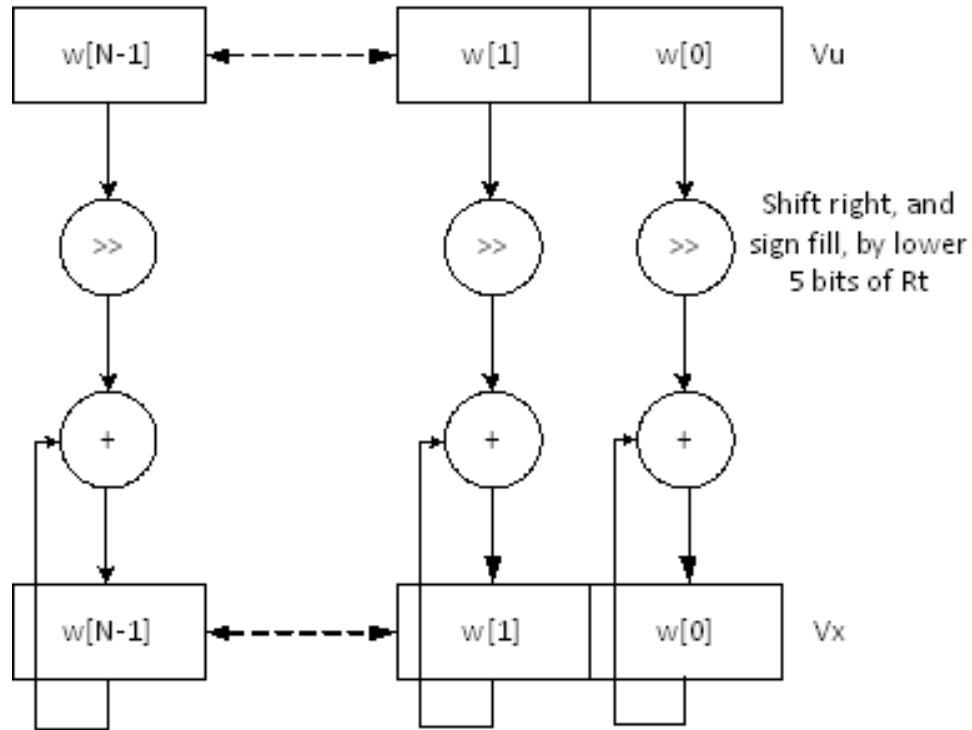 w[N-1] w[1] w[0] Vu
>> >> >>
Shift right, and
sign fill, by lower
5 bits of Rt
+ + +
w[N-1] w[1] w[0] Vx